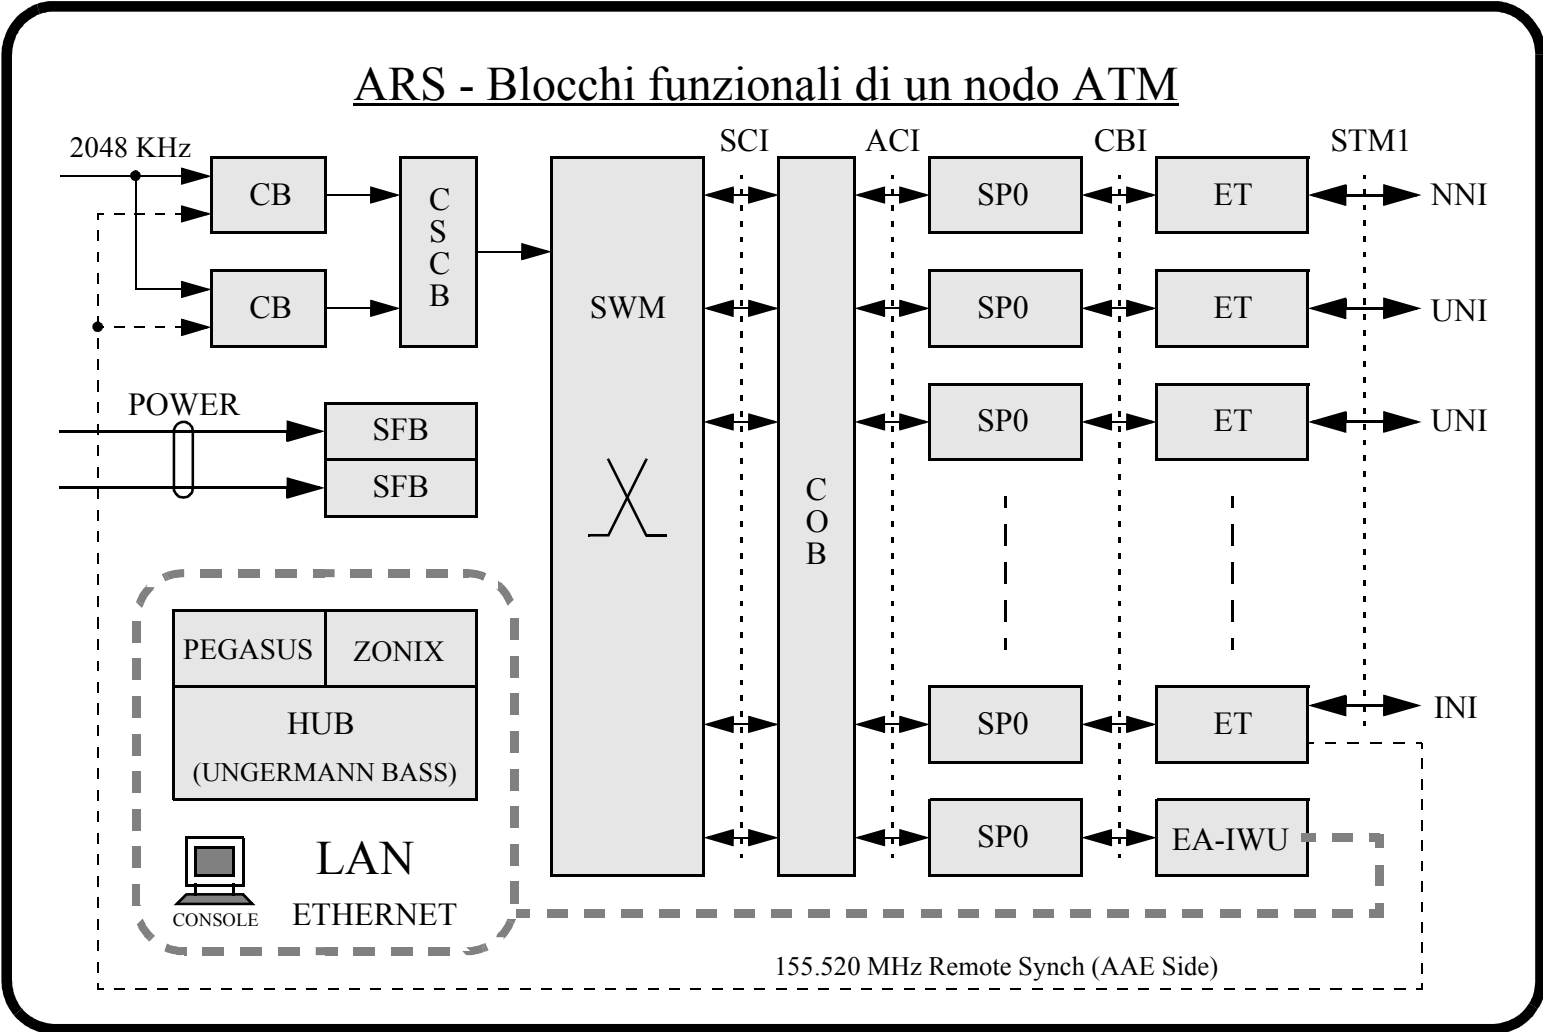 ARS - Blocchi funzionali di un nodo ATM
SCI ACI CBI STM1
2048 KHz
CB CSCB SP0 ET NNI
CB SWM SP0 ET UNI
POWER SFB SP0 ET UNI
SFB COB
PEGASUS ZONIX
HUB SP0 ET INI
(UNGERMANN BASS)
SP0 EA-IWU
LAN
CONSOLE ETHERNET
155.520 MHz Remote Synch (AAE Side)